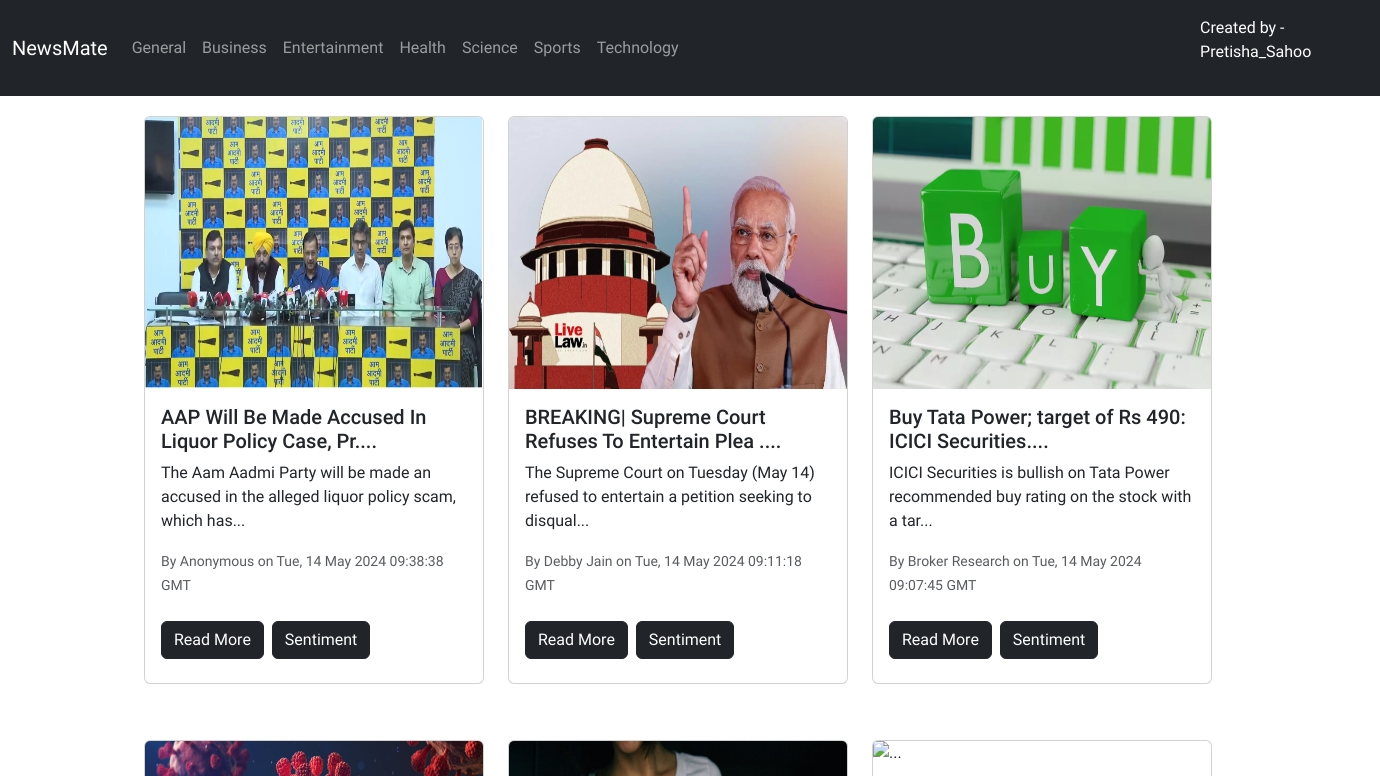 NewsMate
General Business Entertainment Health Science Sports Technology
Created by -
Pretisha_Sahoo
आम
आदमी
पार्टी
AAP Will Be Made Accused In
Liquor Policy Case, Pr....
The Aam Aadmi Party will be made an
accused in the alleged liquor policy scam,
which has...
By Anonymous on Tue, 14 May 2024 09:38:38
GMT
Read More Sentiment
Live
Law.in
BREAKING| Supreme Court
Refuses To Entertain Plea ....
The Supreme Court on Tuesday (May 14)
refused to entertain a petition seeking to
disqual...
By Debby Jain on Tue, 14 May 2024 09:11:18
GMT
Read More Sentiment
BUY
H J K L
Buy Tata Power; target of Rs 490:
ICICI Securities....
ICICI Securities is bullish on Tata Power
recommended buy rating on the stock with
a tar...
By Broker Research on Tue, 14 May 2024
09:07:45 GMT
Read More Sentiment
...